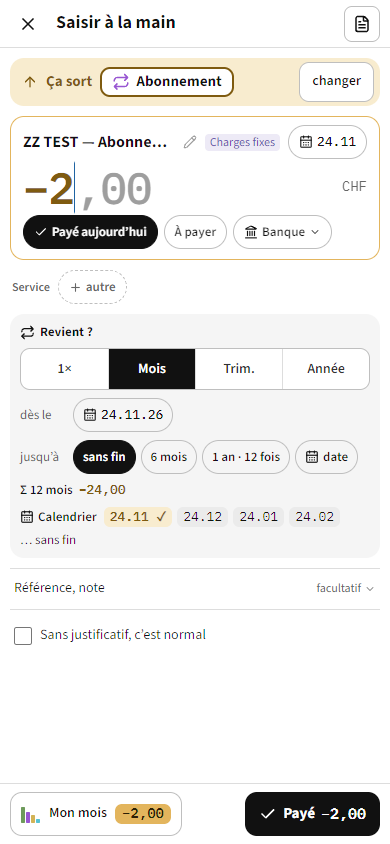 Saisir à la main
Ça sort Abonnement changer
ZZ TEST — Abonne… Charges fixes 24.11
−2,00 CHF
✓ Payé aujourd’hui À payer Banque
Service + autre
Revient ?
1× Mois Trim. Année
dès le 24.11.26
jusqu’à sans fin 6 mois 1 an · 12 fois date
Σ 12 mois −24,00
Calendrier 24.11 ✓ 24.12 24.01 24.02
… sans fin
Référence, note facultatif
Sans justificatif, c’est normal
Mon mois −2,00 ✓ Payé −2,00